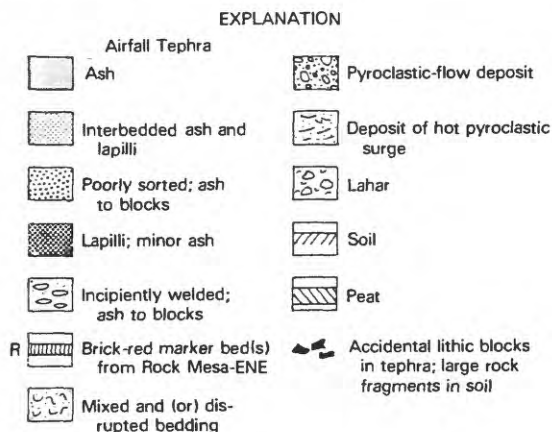 EXPLANATION
Airfall Tephra
Ash
Interbedded ash and
lapilli
Poorly sorted; ash
to blocks
Lapilli; minor ash
Incipiently welded;
ash to blocks
R Brick-red marker bed(s)
from Rock Mesa-ENE
Mixed and (or) dis-
rupted bedding
Pyroclastic-flow deposit
Deposit of hot pyroclastic
surge
Lahar
Soil
Peat
Accidental lithic blocks
in tephra; large rock
fragments in soil